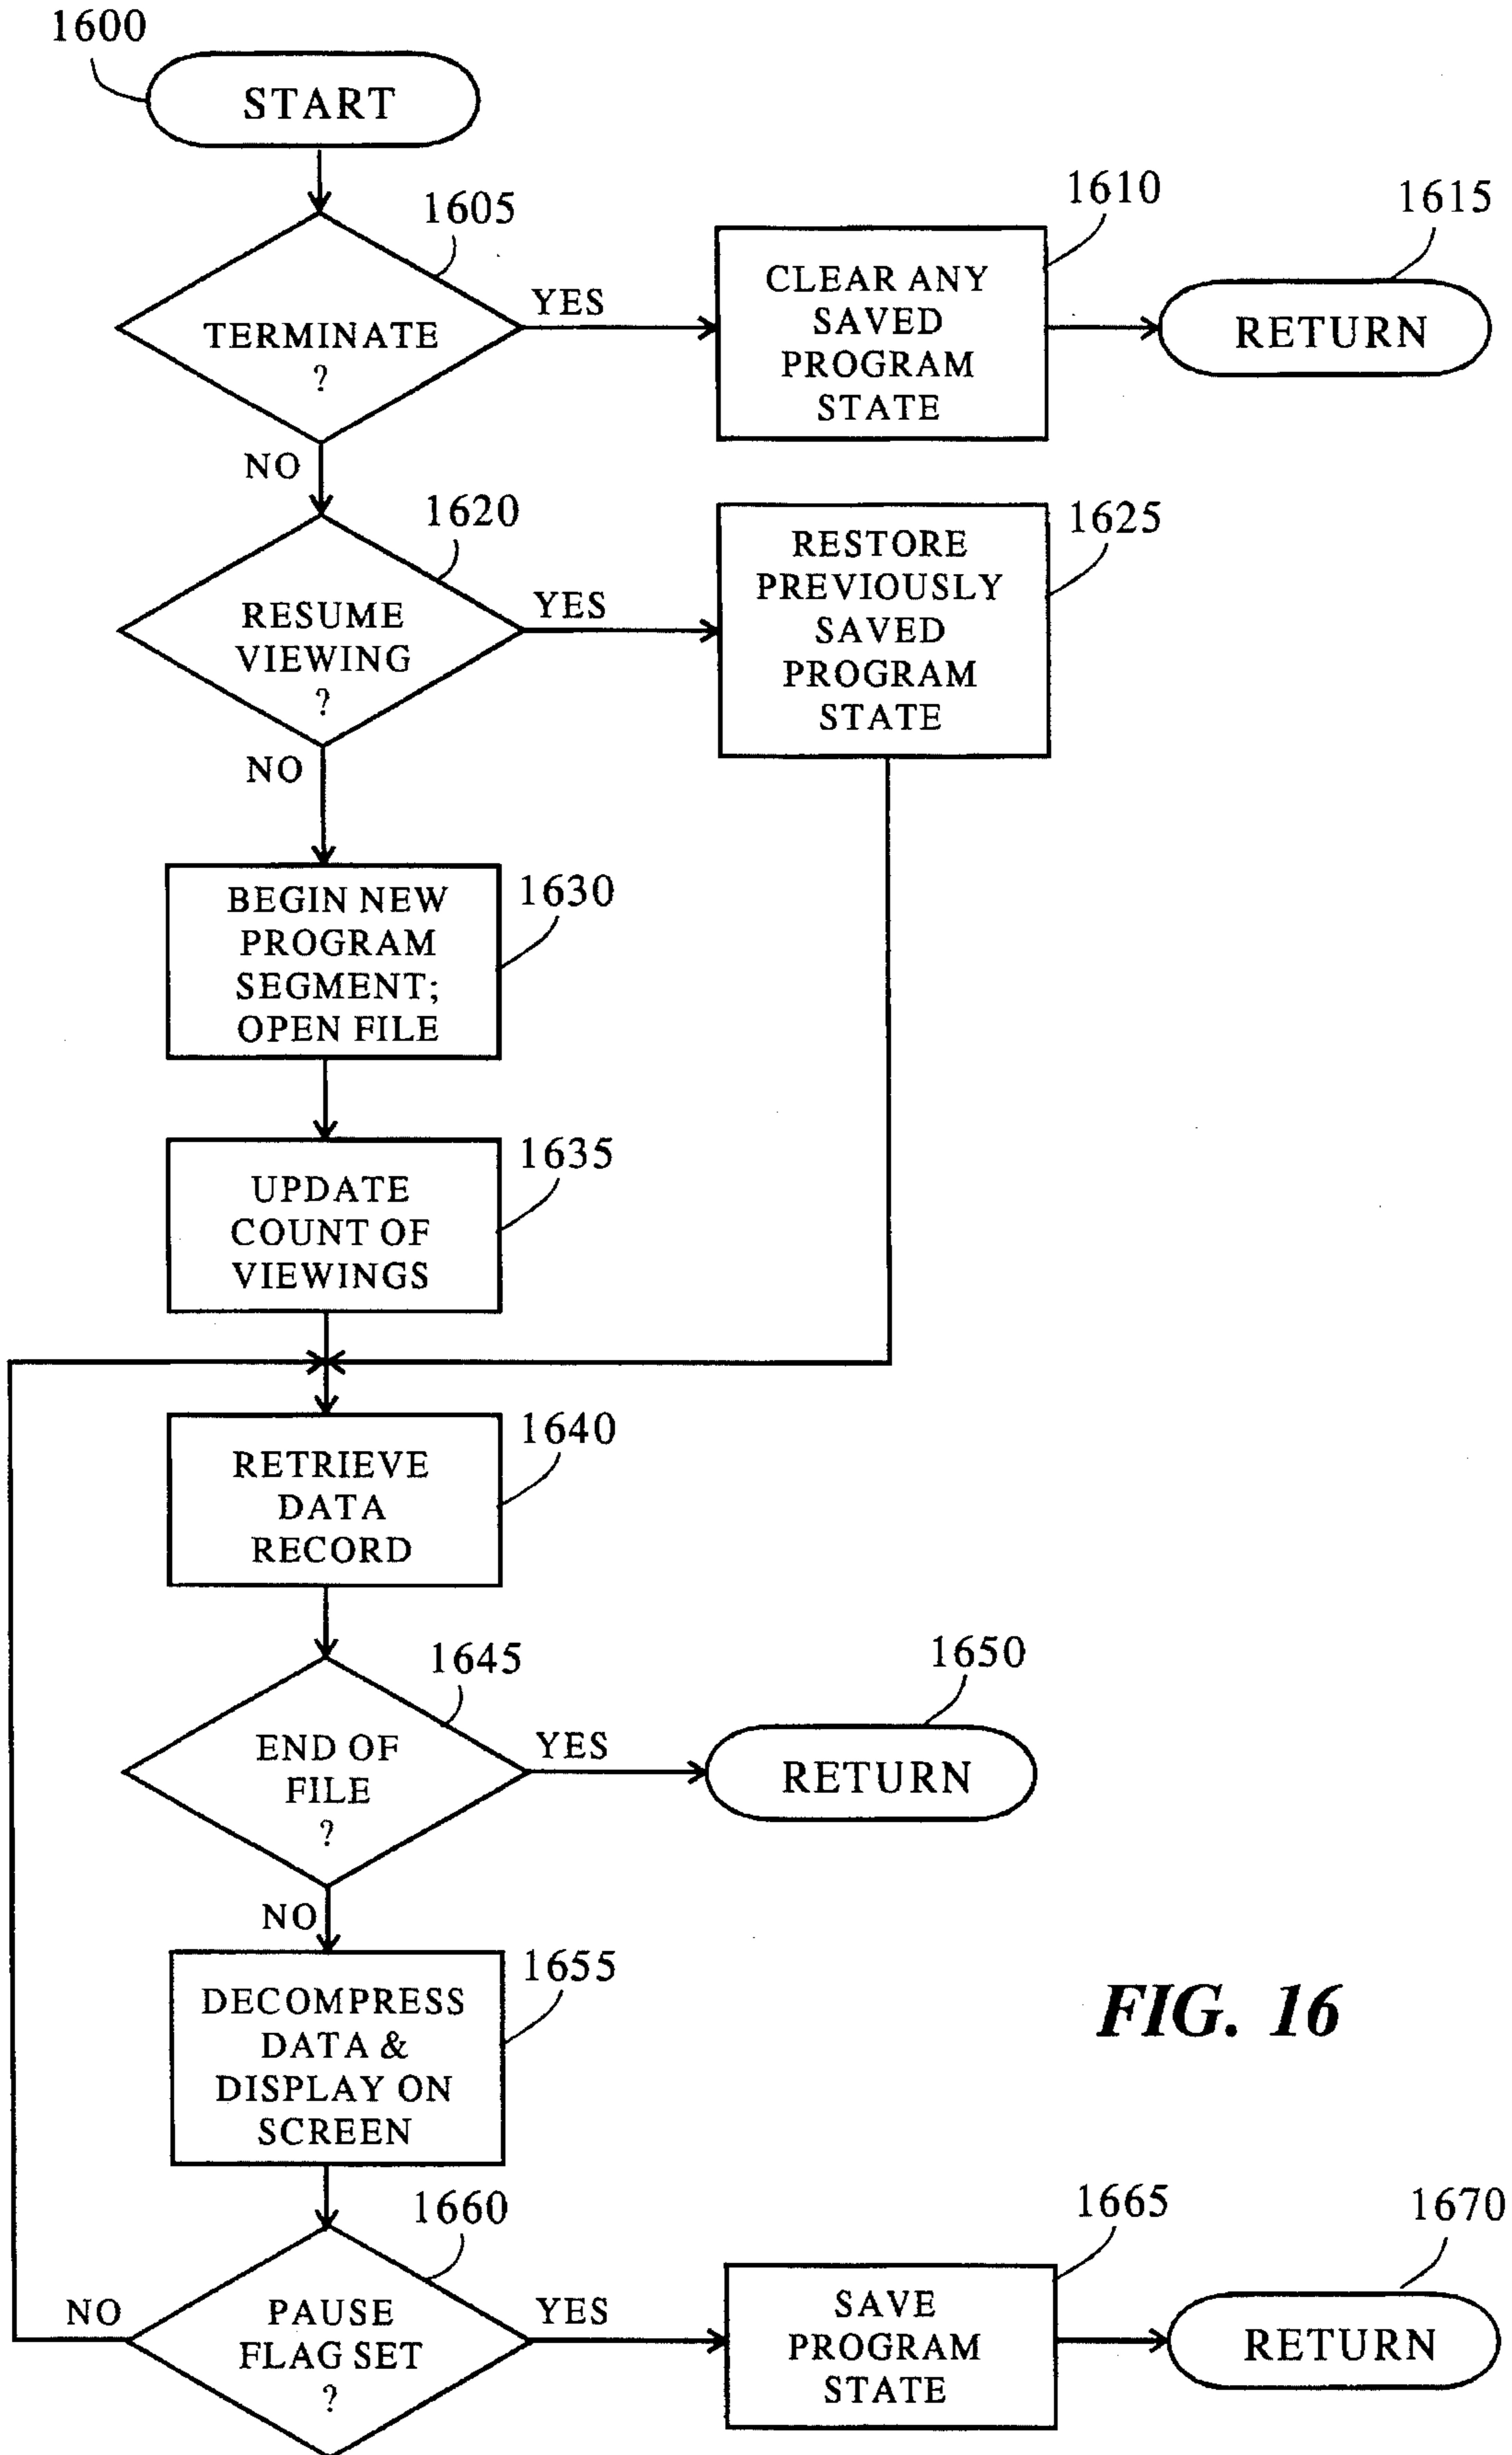 1600
START
1605
TERMINATE
?
YES
1610
CLEAR ANY
SAVED
PROGRAM
STATE
1615
RETURN
NO
1620
RESUME
VIEWING
?
YES
1625
RESTORE
PREVIOUSLY
SAVED
PROGRAM
STATE
NO
1630
BEGIN NEW
PROGRAM
SEGMENT;
OPEN FILE
1635
UPDATE
COUNT OF
VIEWINGS
1640
RETRIEVE
DATA
RECORD
1645
END OF
FILE
?
YES
1650
RETURN
NO
1655
DECOMPRESS
DATA &
DISPLAY ON
SCREEN
FIG. 16
1660
PAUSE
FLAG SET
?
NO
YES
1665
SAVE
PROGRAM
STATE
1670
RETURN